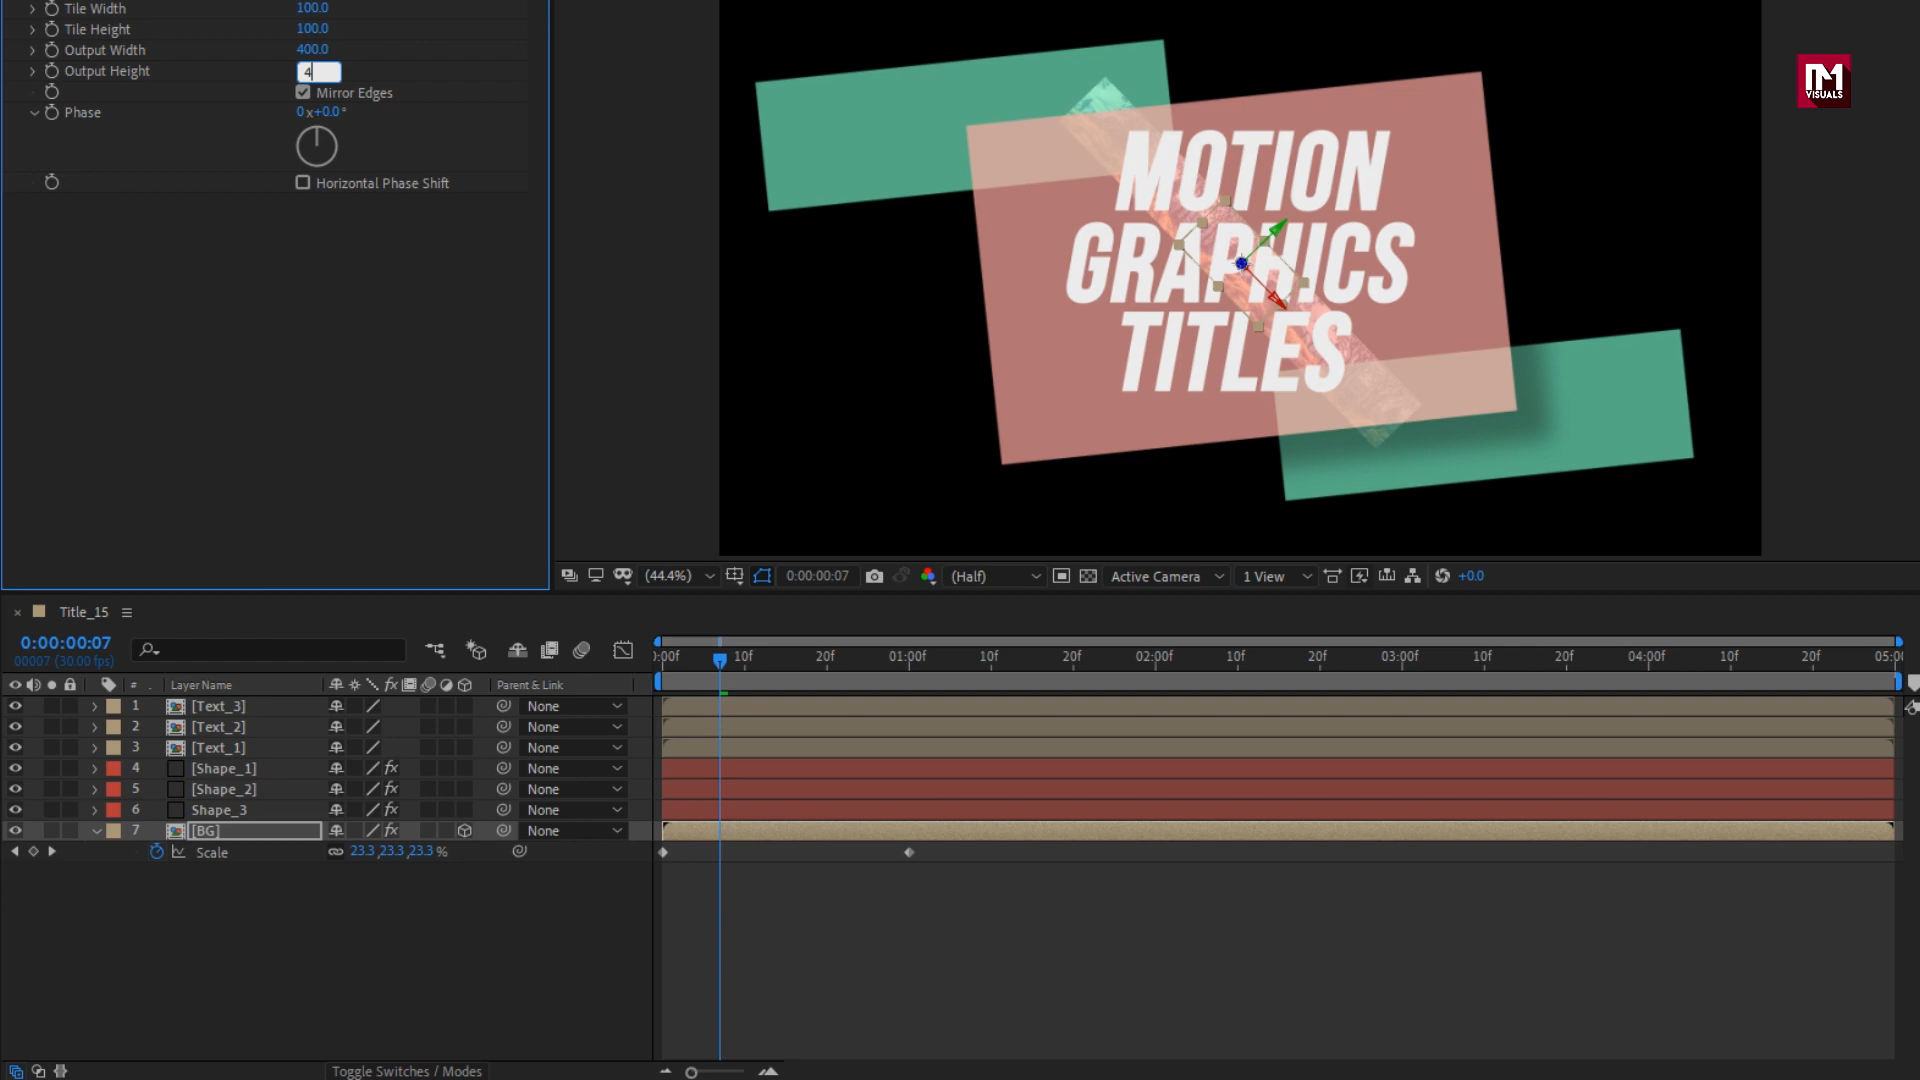 Tile Width 100.0
Tile Height 100.0
Output Width 400.0
Output Height 4
Mirror Edges
Phase 0x+0.0°
Horizontal Phase Shift
MOTION
GRAPHICS
TITLES
M
VISUALS
(44.4%) 0:00:00:07 (Half) Active Camera 1 View +0.0
× Title_15
0:00:00:07
00007 (30.00 fps)
):00f 10f 20f 01:00f 10f 20f 02:00f 10f 20f 03:00f 10f 20f 04:00f 10f 20f 05:00
# . Layer Name fx Parent & Link
1 [Text_3] None
2 [Text_2] None
3 [Text_1] None
4 [Shape_1] fx None
5 [Shape_2] fx None
6 Shape_3 fx None
7 [BG] fx None
Scale 23.3,23.3,23.3 %
Toggle Switches / Modes